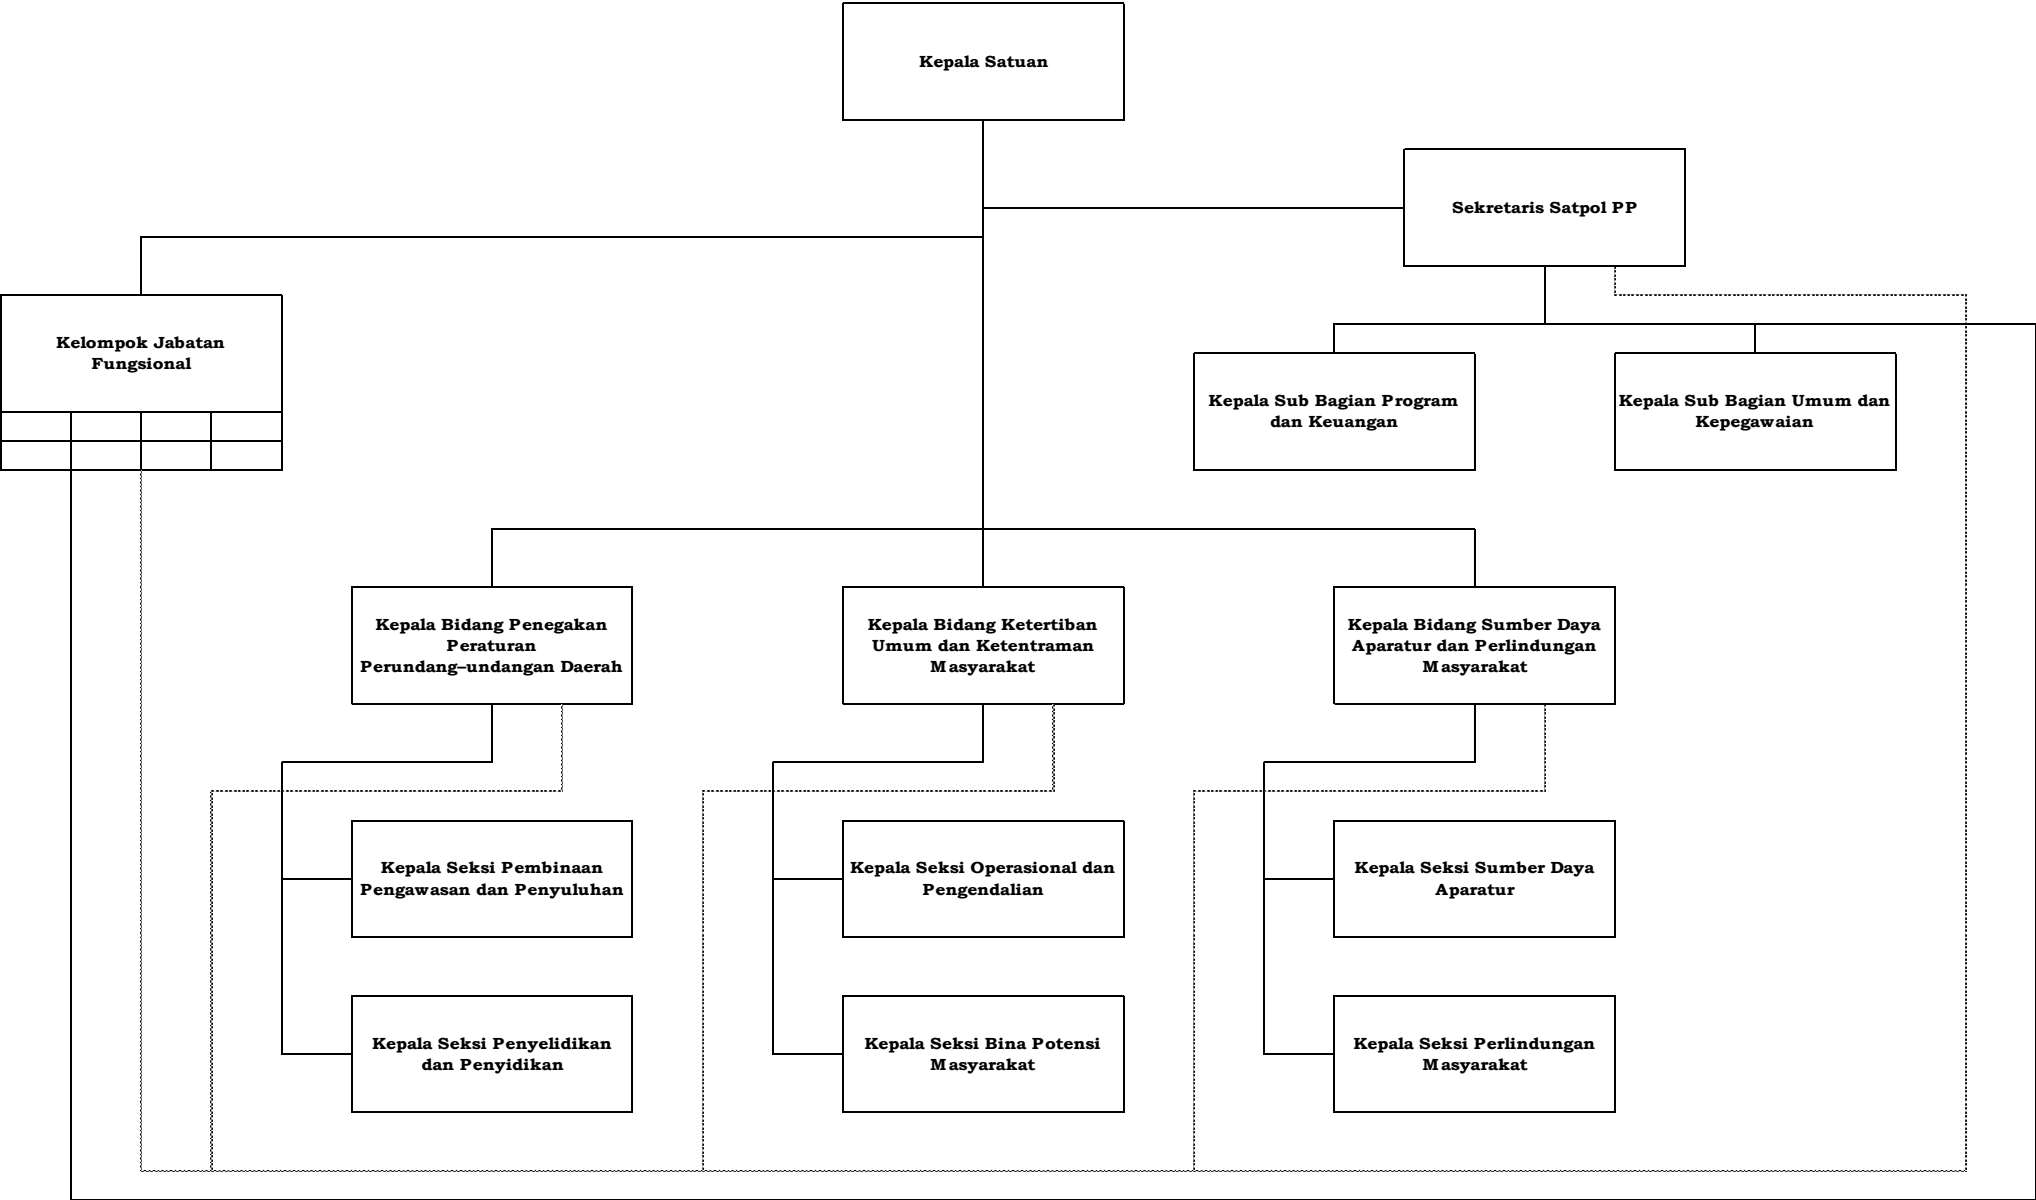 Kepala Satuan
Sekretaris Satpol PP
Kelompok Jabatan
Fungsional
Kepala Sub Bagian Program
dan Keuangan
Kepala Sub Bagian Umum dan
Kepegawaian
Kepala Bidang Penegakan
Peraturan
Perundang–undangan Daerah
Kepala Bidang Ketertiban
Umum dan Ketentraman
Masyarakat
Kepala Bidang Sumber Daya
Aparatur dan Perlindungan
Masyarakat
Kepala Seksi Pembinaan
Pengawasan dan Penyuluhan
Kepala Seksi Operasional dan
Pengendalian
Kepala Seksi Sumber Daya
Aparatur
Kepala Seksi Penyelidikan
dan Penyidikan
Kepala Seksi Bina Potensi
Masyarakat
Kepala Seksi Perlindungan
Masyarakat